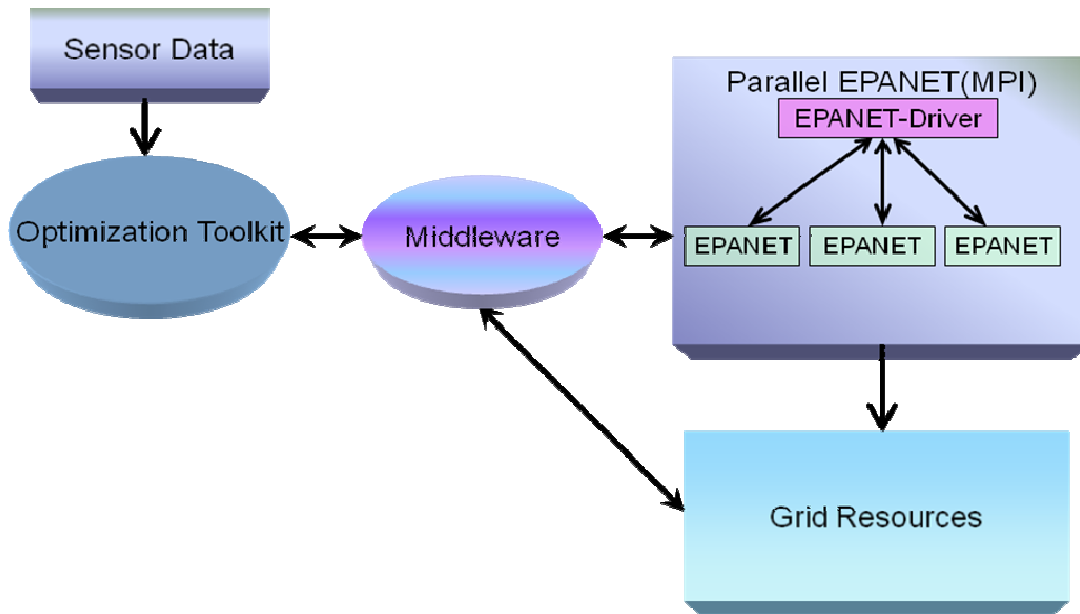 Sensor Data
Parallel EPANET(MPI)
EPANET-Driver
Optimization Toolkit
Middleware
EPANET
EPANET
EPANET
Grid Resources